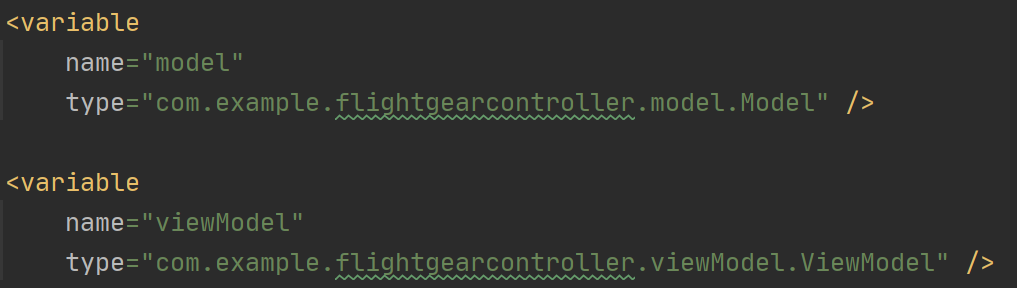 <variable
name="model"
type="com.example.flightgearcontroller.model.Model" />
<variable
name="viewModel"
type="com.example.flightgearcontroller.viewModel.ViewModel" />